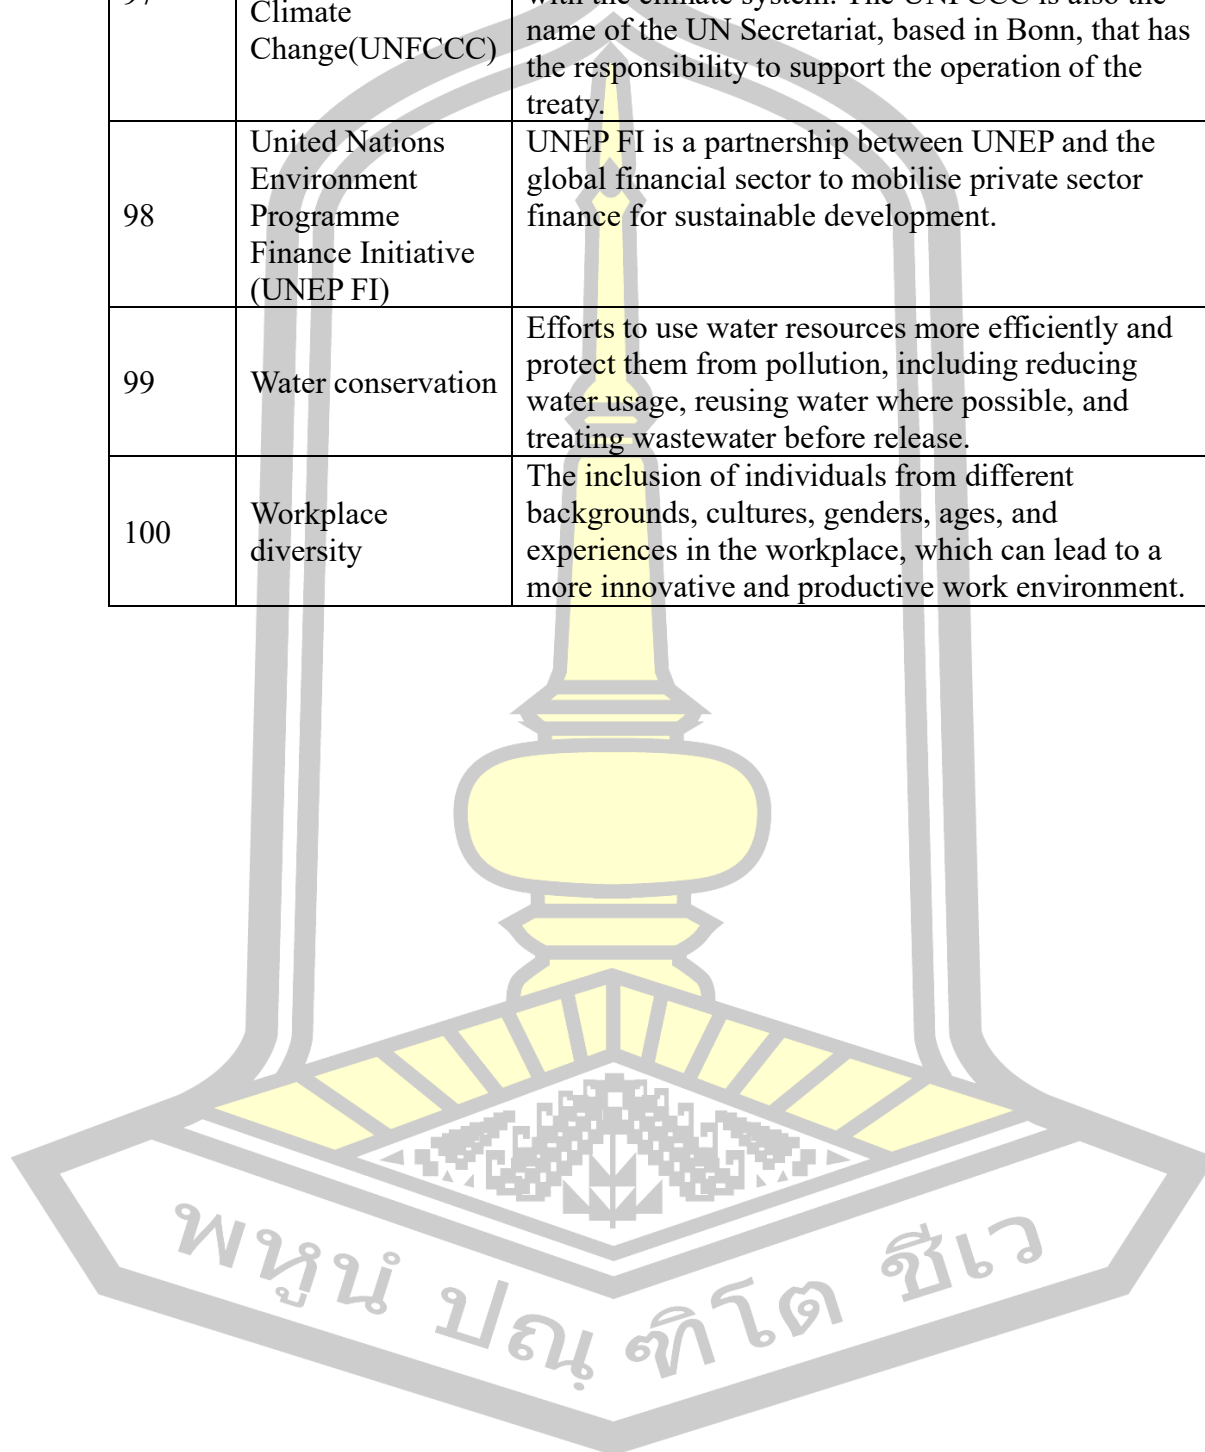 Climate
Change(UNFCCC)
name of the UN Secretariat, based in Bonn, that has
the responsibility to support the operation of the
treaty.
98
United Nations
Environment
Programme
Finance Initiative
(UNEP FI)
UNEP FI is a partnership between UNEP and the
global financial sector to mobilise private sector
finance for sustainable development.
99
Water conservation
Efforts to use water resources more efficiently and
protect them from pollution, including reducing
water usage, reusing water where possible, and
treating wastewater before release.
100
Workplace
diversity
The inclusion of individuals from different
backgrounds, cultures, genders, ages, and
experiences in the workplace, which can lead to a
more innovative and productive work environment.
พหูนํ ปณฺฑิโต ชีเว